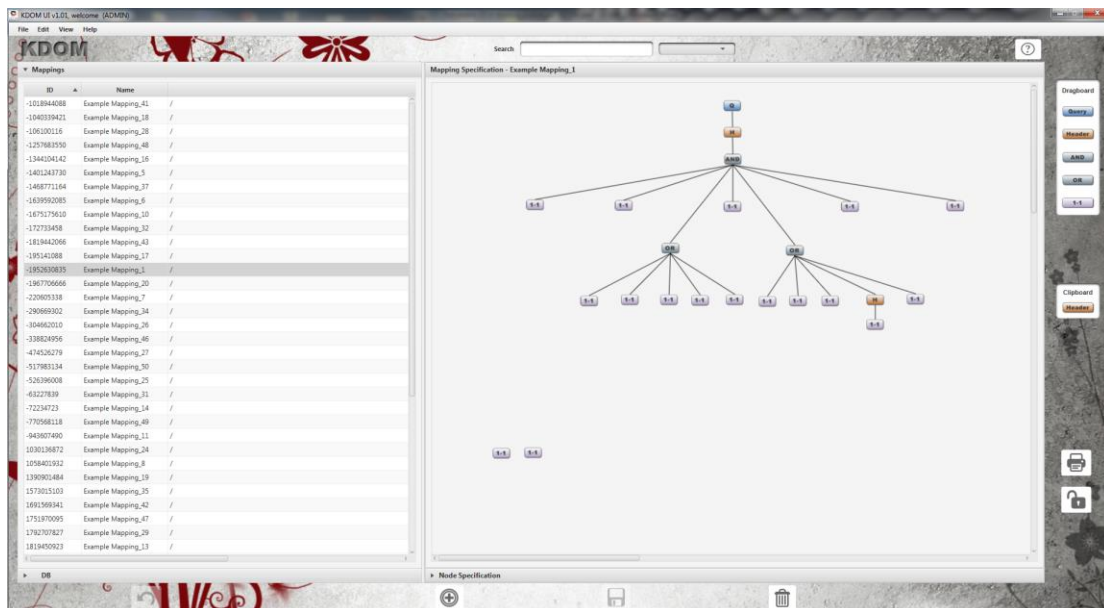 KDOM UI v1.01, welcome (ADMIN)
File Edit View Help
KDOM
Search
Mappings
ID Name
-1018944088 Example Mapping_41 /
-1040339421 Example Mapping_18 /
-106100116 Example Mapping_28 /
-1257683550 Example Mapping_48 /
-1344104142 Example Mapping_16 /
-1401243730 Example Mapping_5 /
-1468771164 Example Mapping_37 /
-1639592085 Example Mapping_6 /
-1675175610 Example Mapping_10 /
-172733458 Example Mapping_32 /
-1819442066 Example Mapping_43 /
-195141088 Example Mapping_17 /
-1952630835 Example Mapping_1 /
-1967706666 Example Mapping_20 /
-220605338 Example Mapping_7 /
-290669302 Example Mapping_34 /
-304662010 Example Mapping_26 /
-338824956 Example Mapping_46 /
-474526279 Example Mapping_27 /
-517983134 Example Mapping_50 /
-526396008 Example Mapping_25 /
-63227839 Example Mapping_31 /
-72234723 Example Mapping_14 /
-770568118 Example Mapping_49 /
-943607490 Example Mapping_11 /
1030136872 Example Mapping_24 /
1058401932 Example Mapping_8 /
1390901484 Example Mapping_19 /
1573015103 Example Mapping_35 /
1691569341 Example Mapping_42 /
1751970095 Example Mapping_47 /
1792707827 Example Mapping_29 /
1819450923 Example Mapping_13 /
DB
Mapping Specification - Example Mapping_1
Q
H
AND
1-1 1-1 1-1 1-1 1-1
OR OR
1-1 1-1 1-1 1-1 1-1 1-1 1-1 1-1 H 1-1
1-1
1-1 1-1
Node Specification
Dragboard
Query
Header
AND
OR
1-1
Clipboard
Header